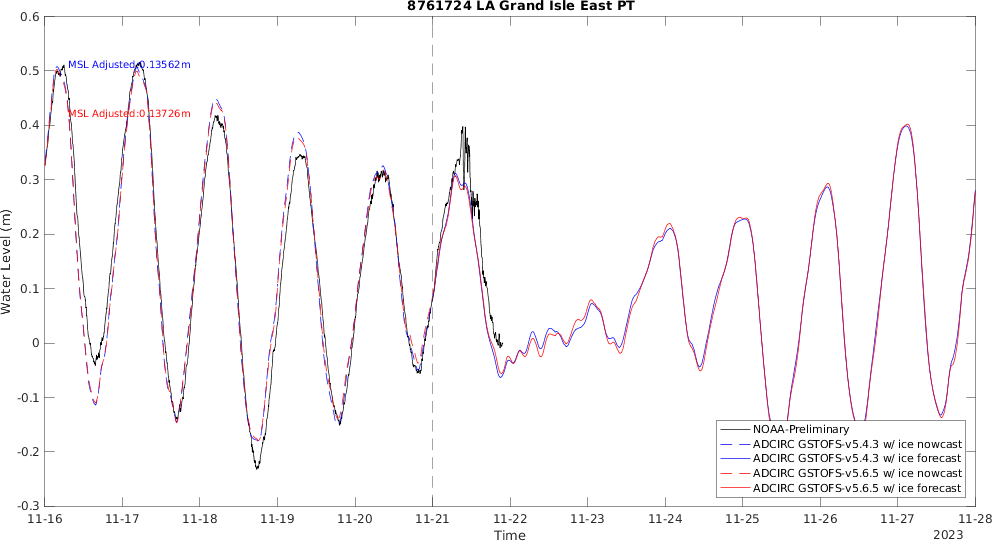 8761724 LA Grand Isle East PT
0.6
0.5
0.4
0.3
0.2
0.1
0
-0.1
-0.2
-0.3
Water Level (m)
MSL Adjusted:0.13562m
MSL Adjusted:0.13726m
NOAA-Preliminary
ADCIRC GSTOFS-v5.4.3 w/ ice nowcast
ADCIRC GSTOFS-v5.4.3 w/ ice forecast
ADCIRC GSTOFS-v5.6.5 w/ ice nowcast
ADCIRC GSTOFS-v5.6.5 w/ ice forecast
11-16 11-17 11-18 11-19 11-20 11-21 11-22 11-23 11-24 11-25 11-26 11-27 11-28
Time
2023